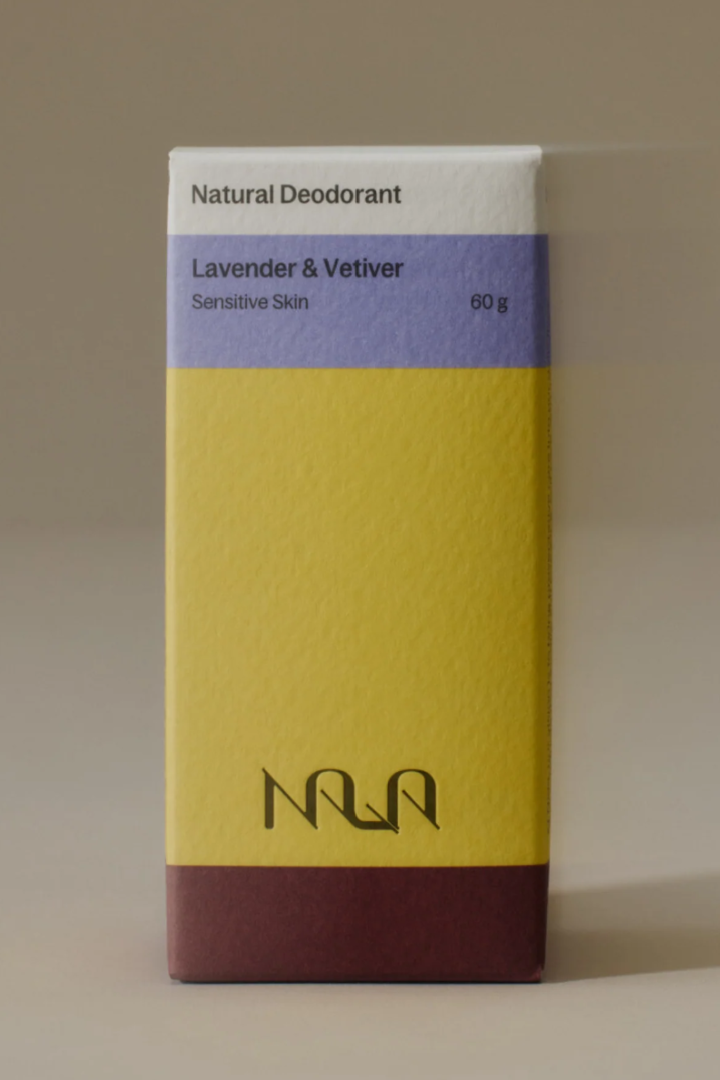 Natural Deodorant
Lavender & Vetiver
Sensitive Skin 60 g
NALA